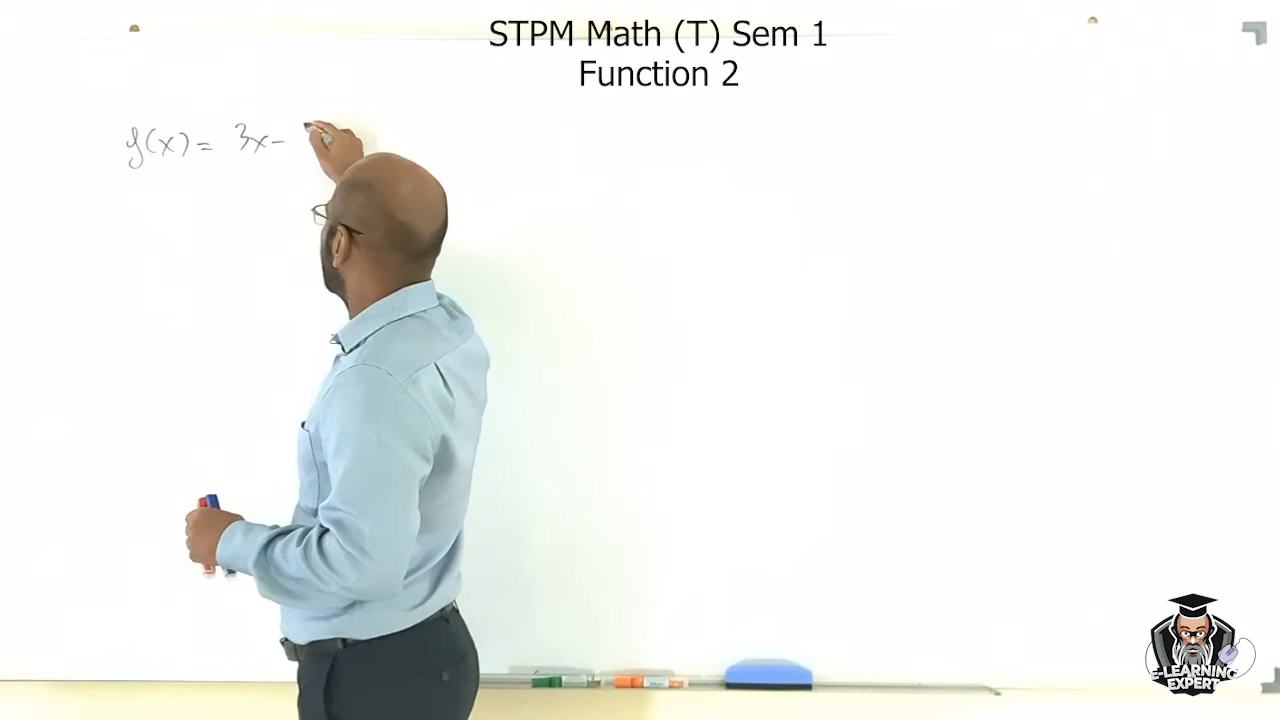 STPM Math (T) Sem 1
Function 2
f(x) = 3x -
E-LEARNING
EXPERT